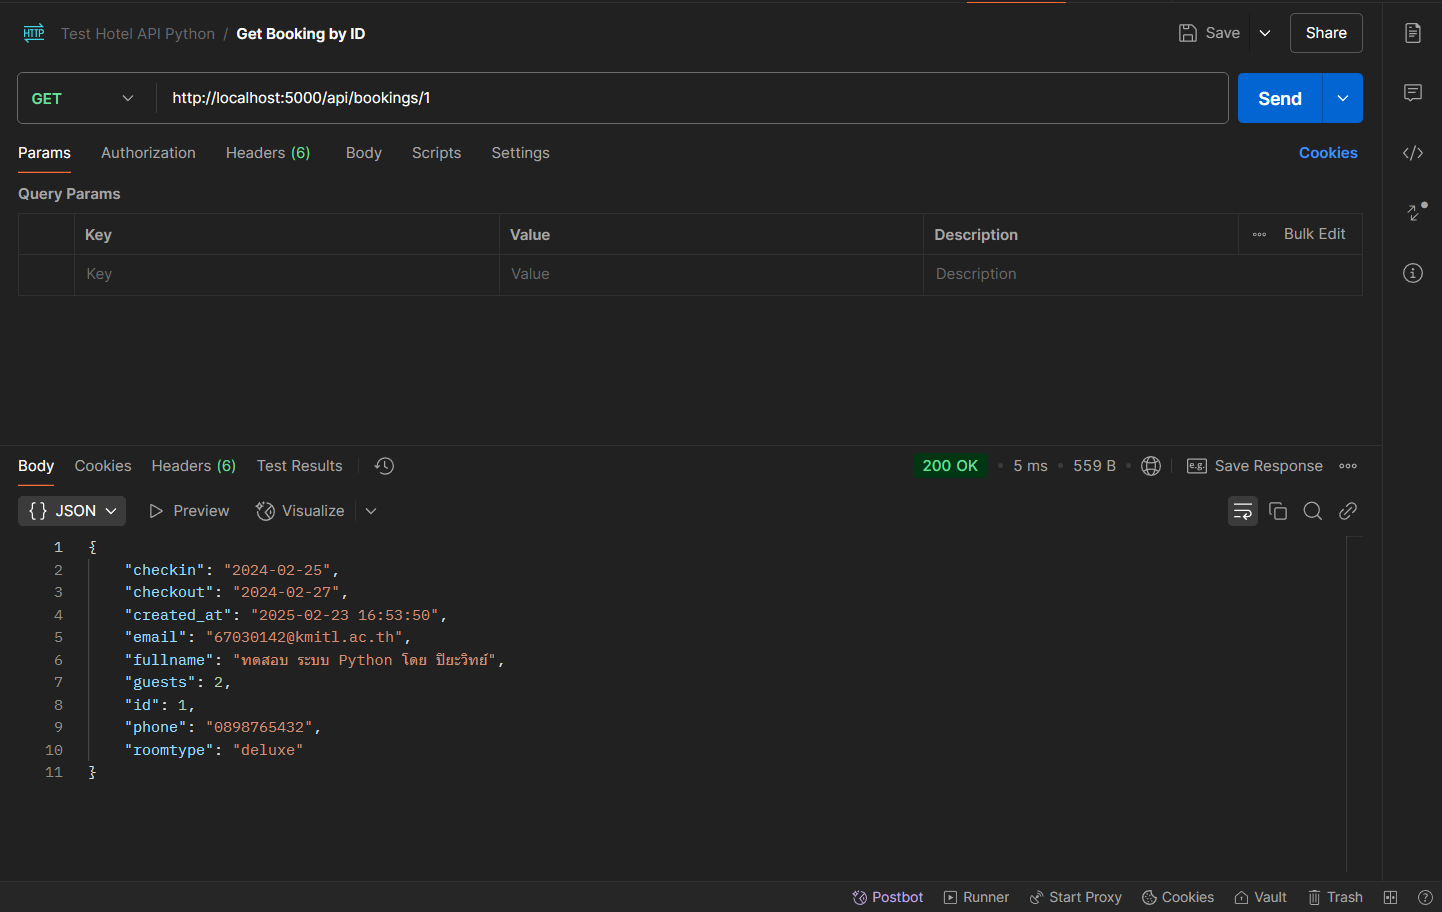 HTTP Test Hotel API Python / Get Booking by ID Save Share
GET http://localhost:5000/api/bookings/1 Send
Params Authorization Headers (6) Body Scripts Settings Cookies
Query Params
Key Value Description Bulk Edit
Key Value Description
Body Cookies Headers (6) Test Results 200 OK 5 ms 559 B e.g. Save Response
{} JSON Preview Visualize
1 {
2 "checkin": "2024-02-25",
3 "checkout": "2024-02-27",
4 "created_at": "2025-02-23 16:53:50",
5 "email": "67030142@kmitl.ac.th",
6 "fullname": "ทดสอบ ระบบ Python โดย ปิยะวิทย์",
7 "guests": 2,
8 "id": 1,
9 "phone": "0898765432",
10 "roomtype": "deluxe"
11 }
Postbot Runner Start Proxy Cookies Vault Trash